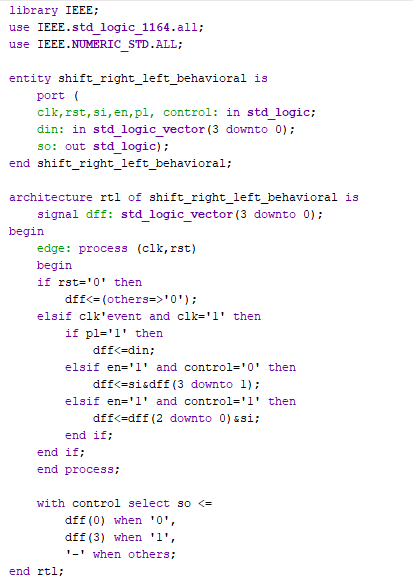 library IEEE;
use IEEE.std_logic_1164.all;
use IEEE.NUMERIC_STD.ALL;

entity shift_right_left_behavioral is
    port (
    clk,rst,si,en,pl, control: in std_logic;
    din: in std_logic_vector(3 downto 0);
    so: out std_logic);
end shift_right_left_behavioral;

architecture rtl of shift_right_left_behavioral is
    signal dff: std_logic_vector(3 downto 0);
begin
    edge: process (clk,rst)
    begin
    if rst='0' then
        dff<=(others=>'0');
    elsif clk'event and clk='1' then
        if pl='1' then
            dff<=din;
        elsif en='1' and control='0' then
            dff<=si&dff(3 downto 1);
        elsif en='1' and control='1' then
            dff<=dff(2 downto 0)&si;
        end if;
    end if;
    end process;

    with control select so <=
        dff(0) when '0',
        dff(3) when '1',
        '-' when others;
end rtl;